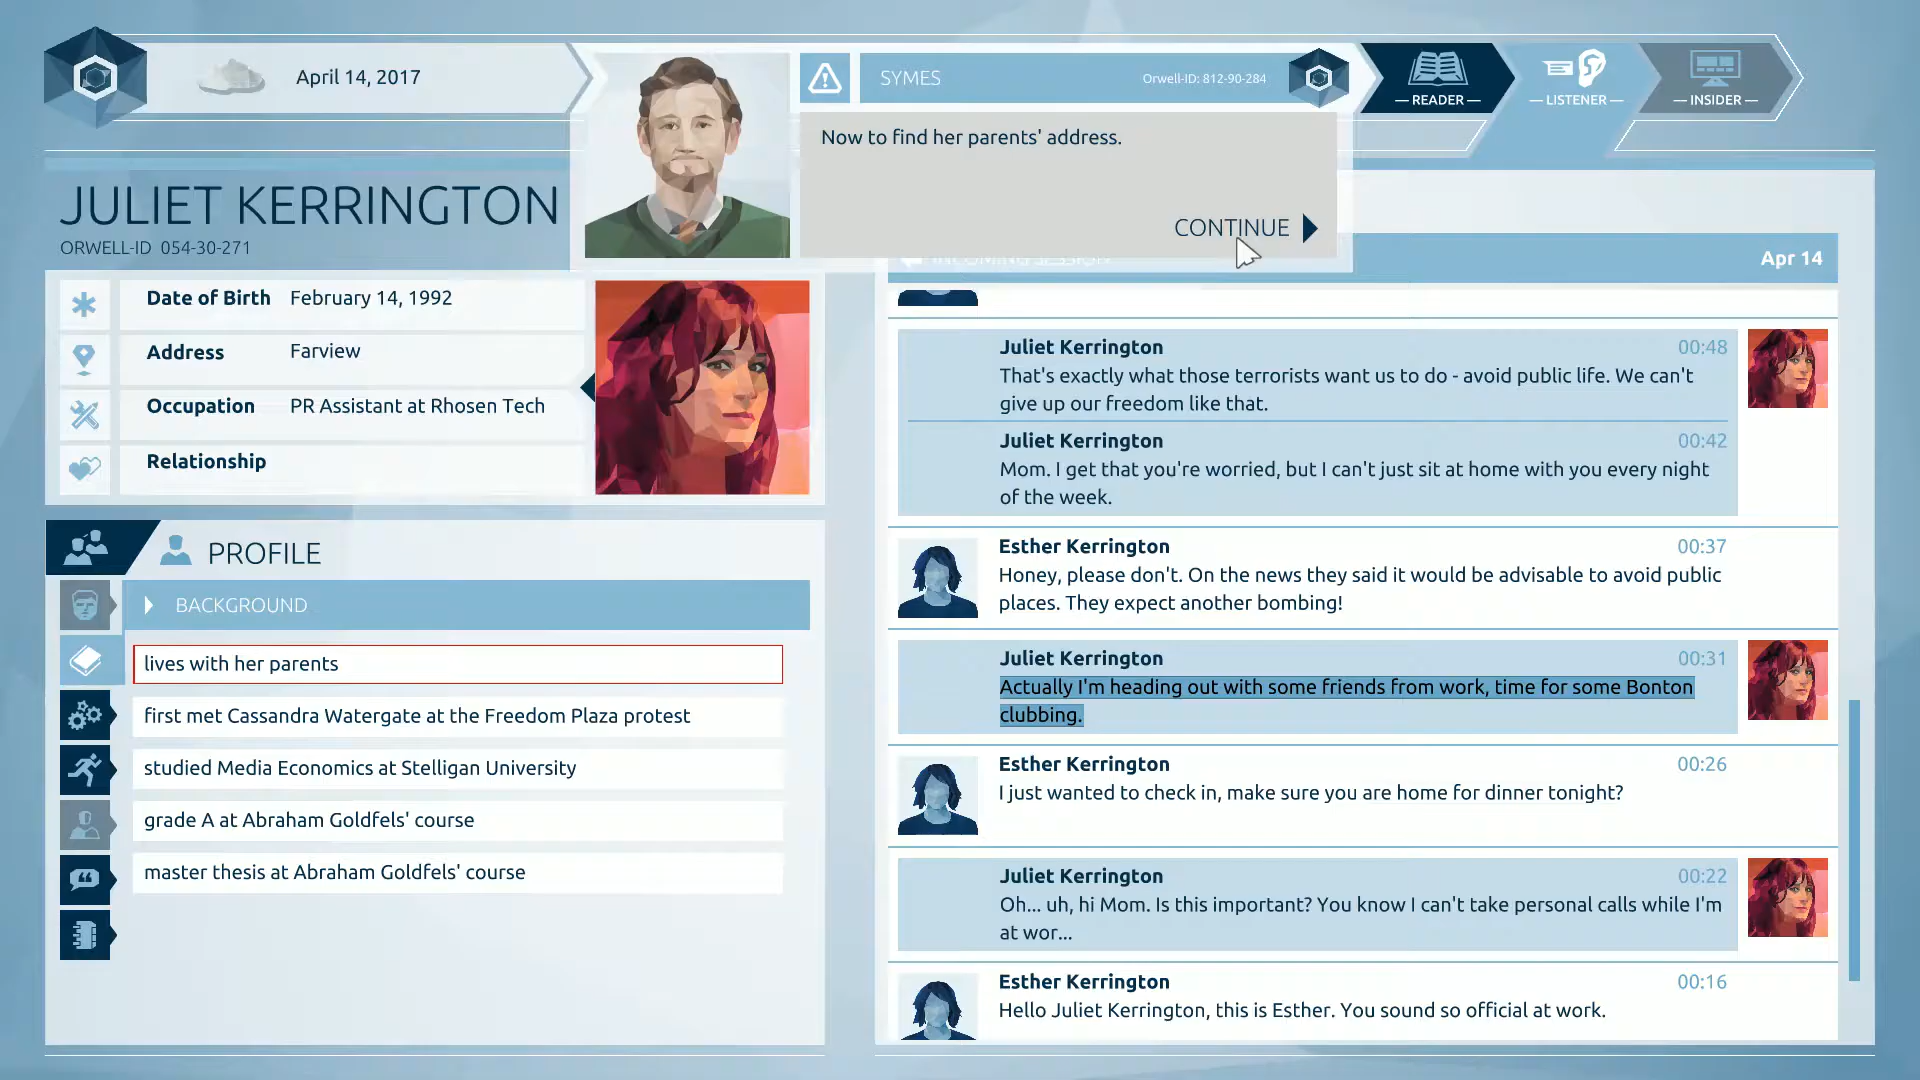 April 14, 2017
SYMES
Orwell-ID: 812-90-284
READER
LISTENER
INSIDER
Now to find her parents' address.
CONTINUE
JULIET KERRINGTON
ORWELL-ID 054-30-271
Date of Birth February 14, 1992
Address Farview
Occupation PR Assistant at Rhosen Tech
Relationship
PROFILE
BACKGROUND
lives with her parents
first met Cassandra Watergate at the Freedom Plaza protest
studied Media Economics at Stelligan University
grade A at Abraham Goldfels' course
master thesis at Abraham Goldfels' course
INCOMING SESSION
Apr 14
Juliet Kerrington 00:48
That's exactly what those terrorists want us to do - avoid public life. We can't
give up our freedom like that.
Juliet Kerrington 00:42
Mom. I get that you're worried, but I can't just sit at home with you every night
of the week.
Esther Kerrington 00:37
Honey, please don't. On the news they said it would be advisable to avoid public
places. They expect another bombing!
Juliet Kerrington 00:31
Actually I'm heading out with some friends from work, time for some Bonton
clubbing.
Esther Kerrington 00:26
I just wanted to check in, make sure you are home for dinner tonight?
Juliet Kerrington 00:22
Oh... uh, hi Mom. Is this important? You know I can't take personal calls while I'm
at wor...
Esther Kerrington 00:16
Hello Juliet Kerrington, this is Esther. You sound so official at work.